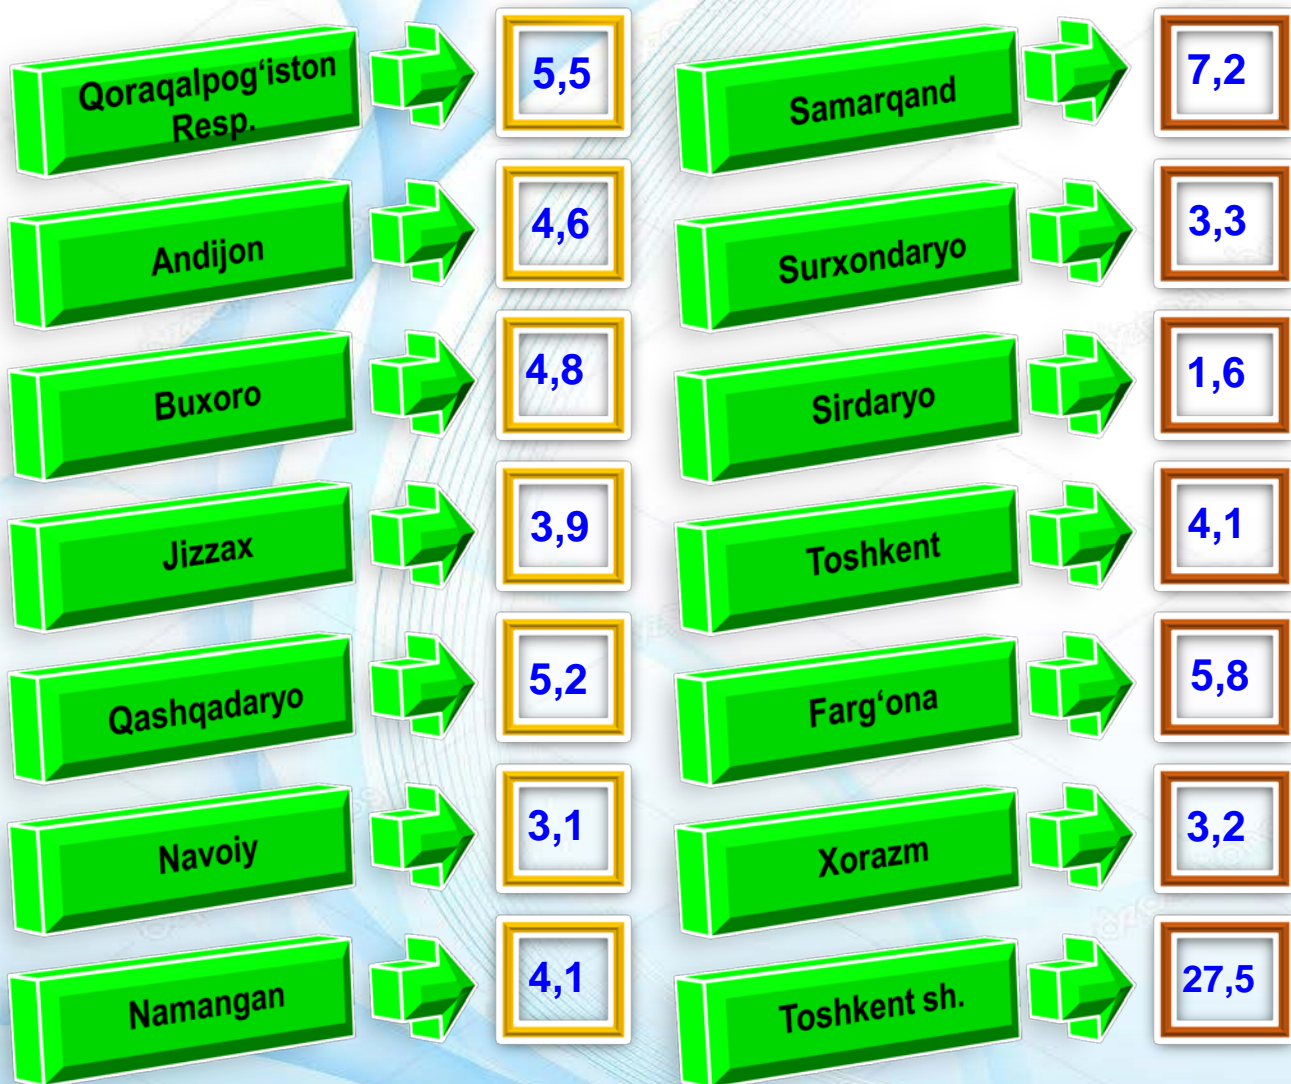 Qoraqalpog‘iston
Resp.
5,5
Andijon
4,6
Buxoro
4,8
Jizzax
3,9
Qashqadaryo
5,2
Navoiy
3,1
Namangan
4,1
Samarqand
7,2
Surxondaryo
3,3
Sirdaryo
1,6
Toshkent
4,1
Farg‘ona
5,8
Xorazm
3,2
Toshkent sh.
27,5